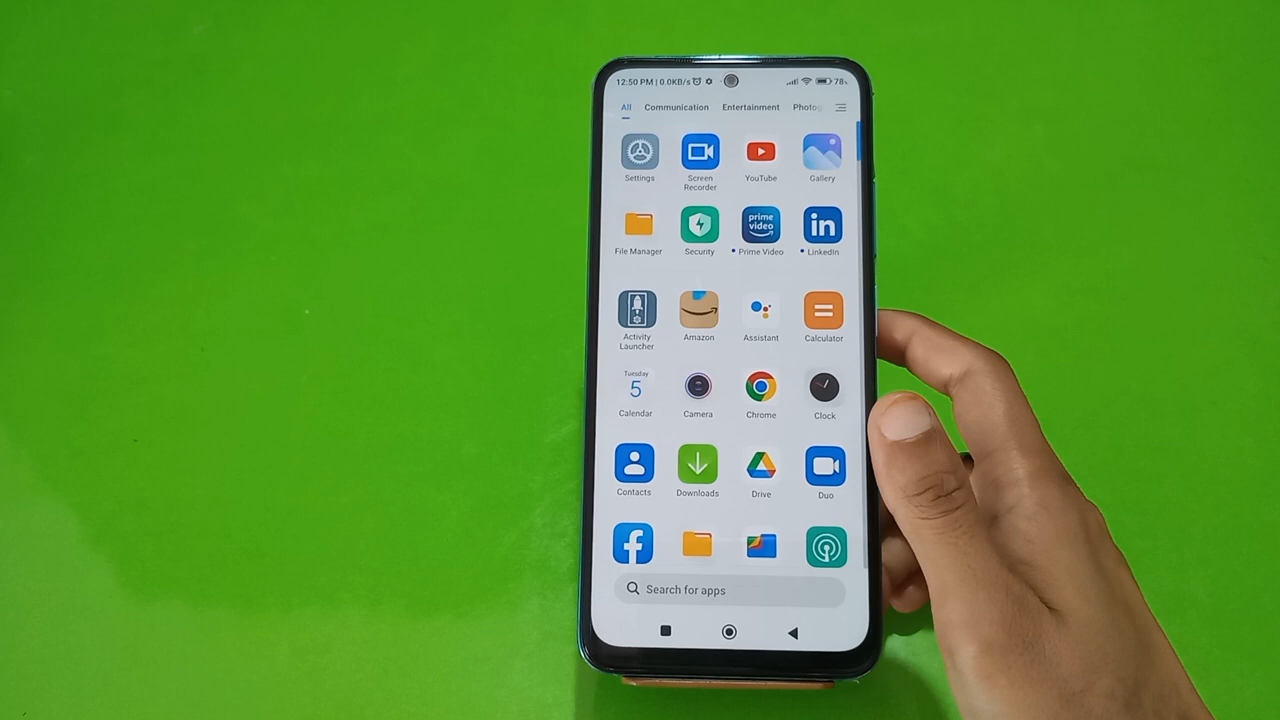 12:50 PM | 0.0KB/s 78
All Communication Entertainment Photog
Settings Screen Recorder YouTube Gallery
prime video in
File Manager Security Prime Video LinkedIn
Activity Launcher Amazon Assistant Calculator
Tuesday
5
Calendar Camera Chrome Clock
Contacts Downloads Drive Duo
f
Search for apps